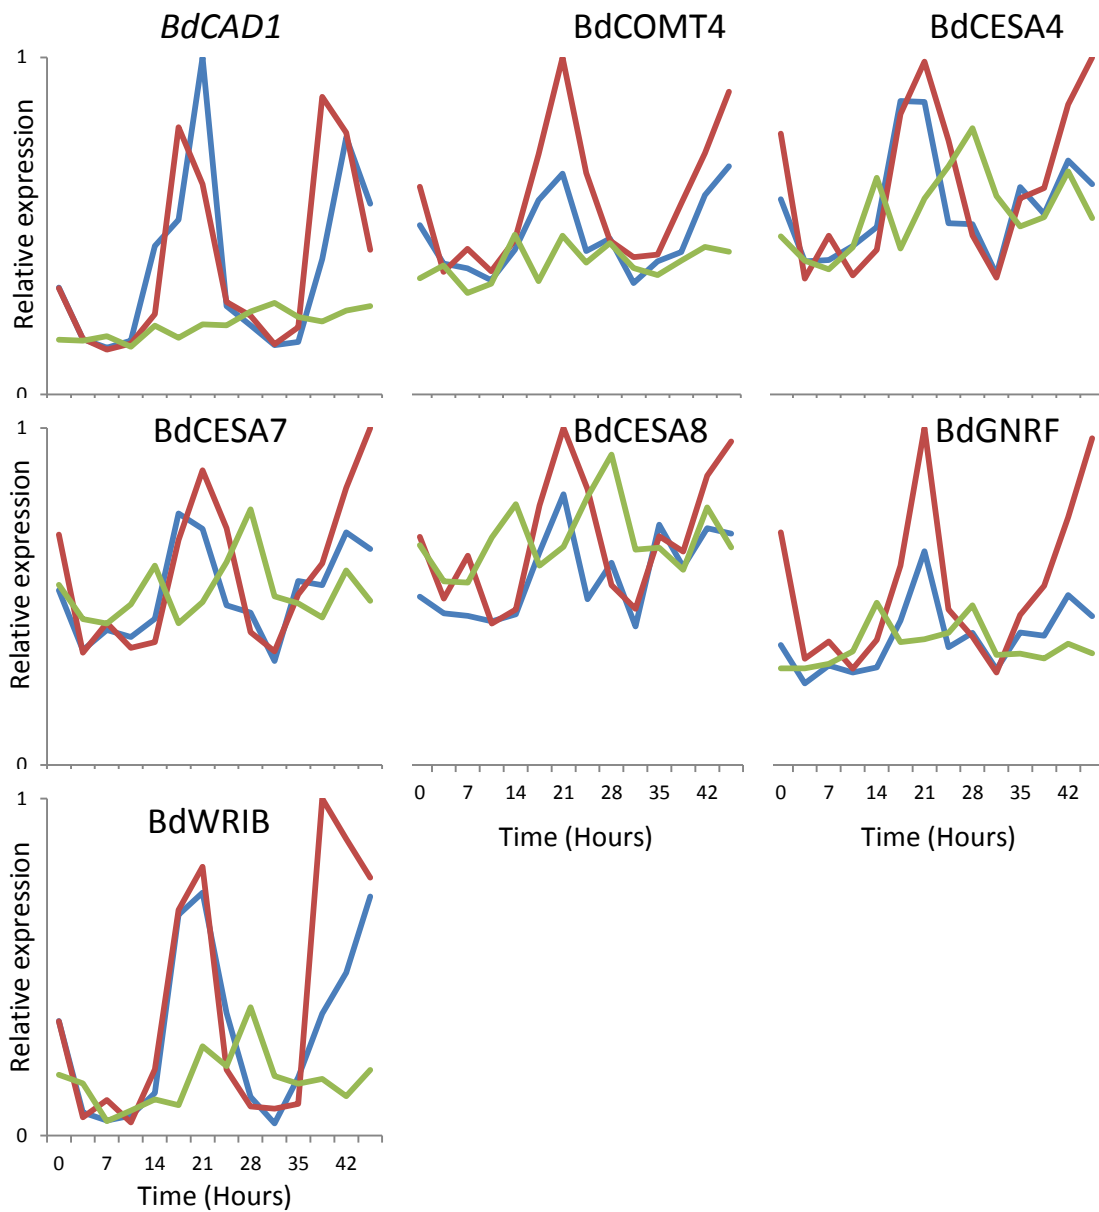 BdCAD1
BdCOMT4
BdCESA4
1
Relative expression
0
BdCESA7
BdCESA8
BdGNRF
1
Relative expression
0
0 7 14 21 28 35 42
Time (Hours)
0 7 14 21 28 35 42
Time (Hours)
BdWRIB
1
Relative expression
0
0 7 14 21 28 35 42
Time (Hours)